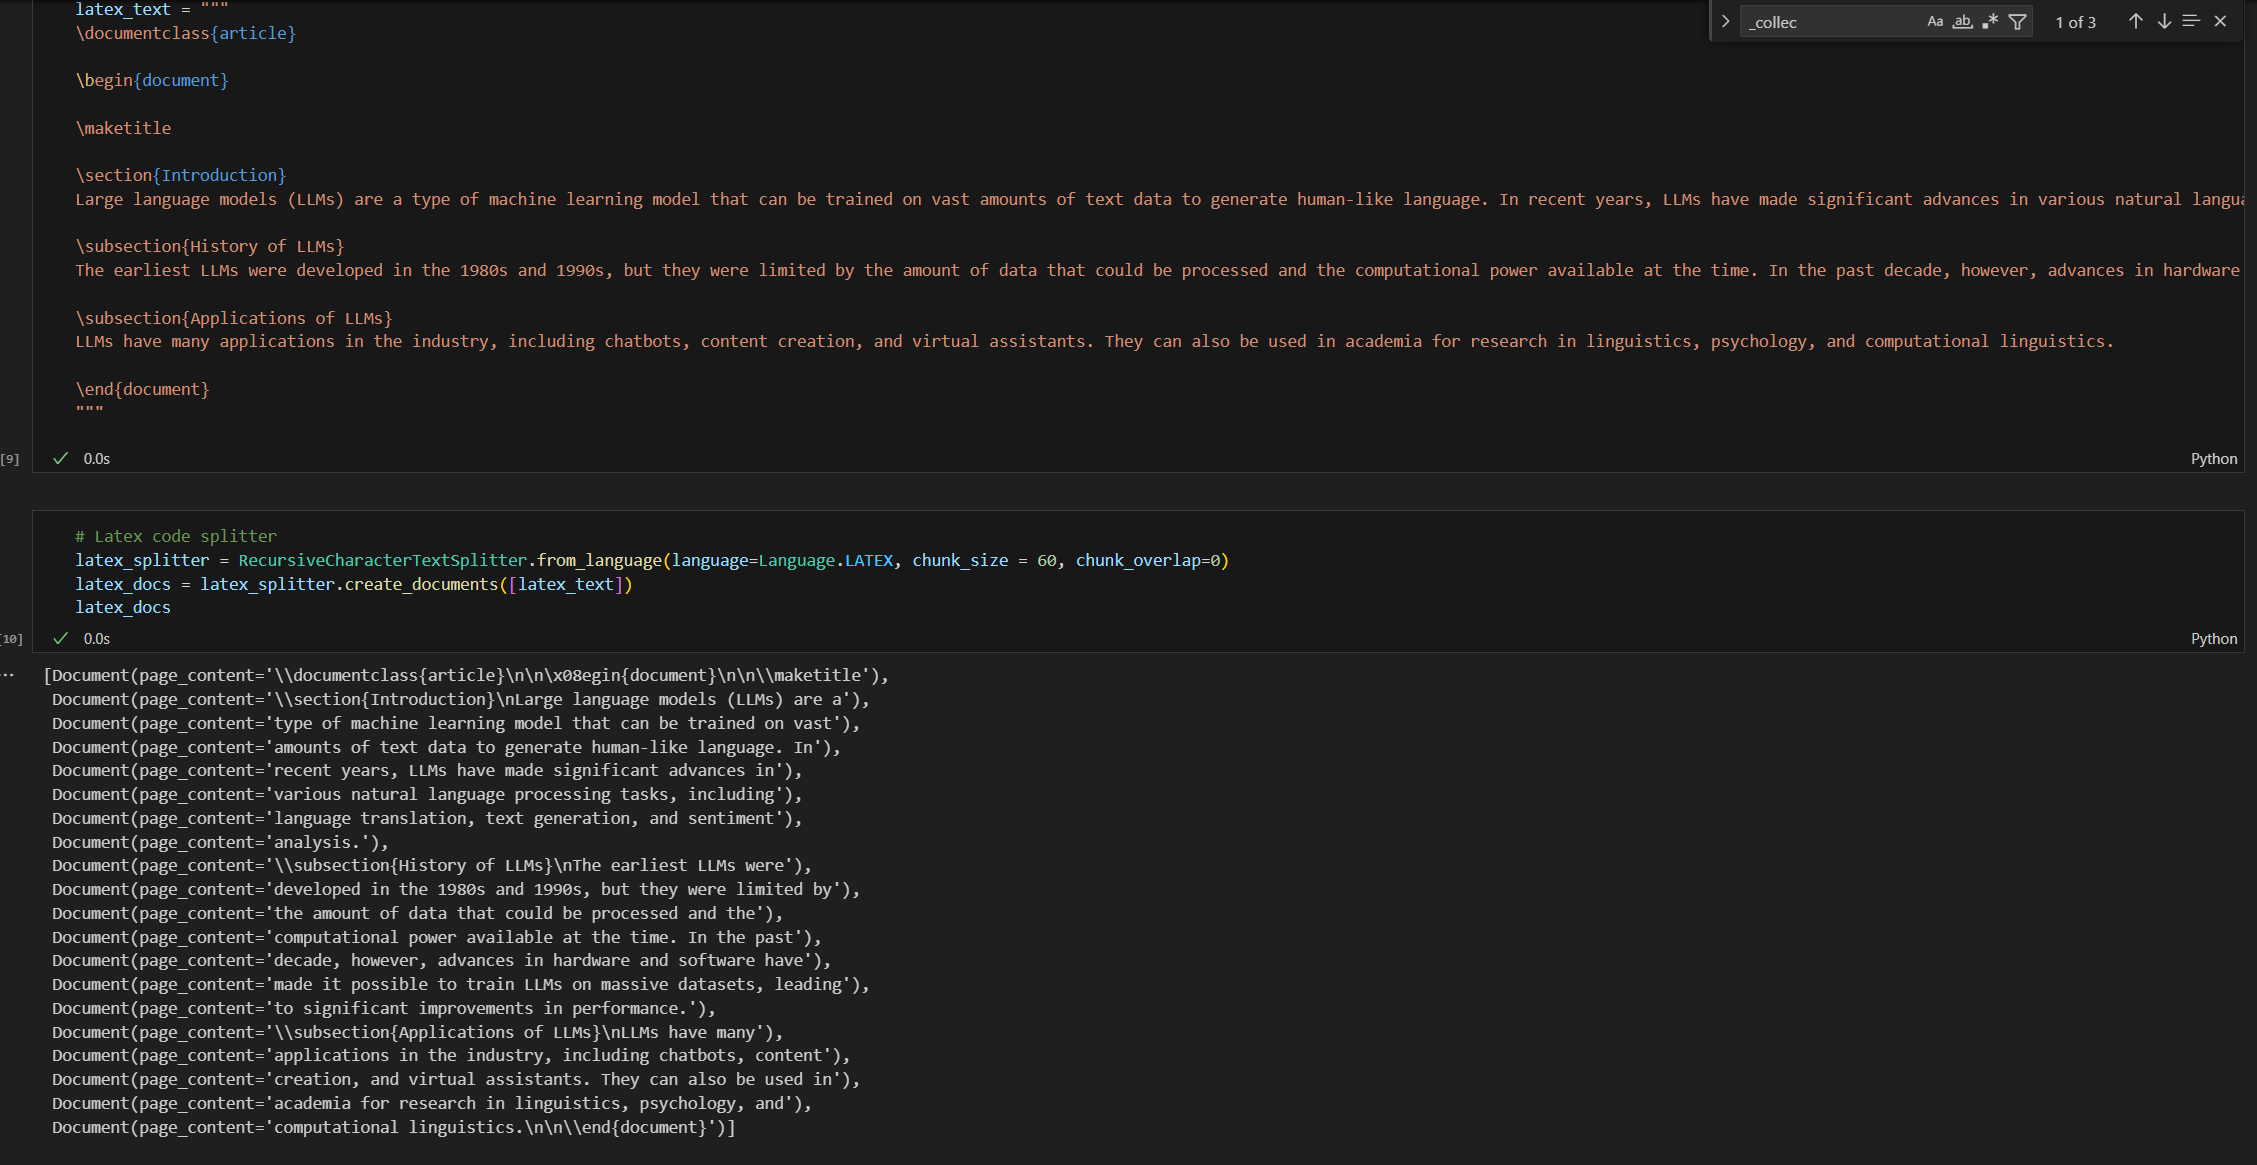 latex_text = """
\documentclass{article}
_collec
Aa ab .* 1 of 3
\begin{document}
\maketitle
\section{Introduction}
Large language models (LLMs) are a type of machine learning model that can be trained on vast amounts of text data to generate human-like language. In recent years, LLMs have made significant advances in various natural langua
\subsection{History of LLMs}
The earliest LLMs were developed in the 1980s and 1990s, but they were limited by the amount of data that could be processed and the computational power available at the time. In the past decade, however, advances in hardware
\subsection{Applications of LLMs}
LLMs have many applications in the industry, including chatbots, content creation, and virtual assistants. They can also be used in academia for research in linguistics, psychology, and computational linguistics.
\end{document}
"""
[9] 0.0s Python
# Latex code splitter
latex_splitter = RecursiveCharacterTextSplitter.from_language(language=Language.LATEX, chunk_size = 60, chunk_overlap=0)
latex_docs = latex_splitter.create_documents([latex_text])
latex_docs
[10] 0.0s Python
[Document(page_content='\\documentclass{article}\n\n\x08egin{document}\n\n\\maketitle'),
Document(page_content='\\section{Introduction}\nLarge language models (LLMs) are a'),
Document(page_content='type of machine learning model that can be trained on vast'),
Document(page_content='amounts of text data to generate human-like language. In'),
Document(page_content='recent years, LLMs have made significant advances in'),
Document(page_content='various natural language processing tasks, including'),
Document(page_content='language translation, text generation, and sentiment'),
Document(page_content='analysis.'),
Document(page_content='\\subsection{History of LLMs}\nThe earliest LLMs were'),
Document(page_content='developed in the 1980s and 1990s, but they were limited by'),
Document(page_content='the amount of data that could be processed and the'),
Document(page_content='computational power available at the time. In the past'),
Document(page_content='decade, however, advances in hardware and software have'),
Document(page_content='made it possible to train LLMs on massive datasets, leading'),
Document(page_content='to significant improvements in performance.'),
Document(page_content='\\subsection{Applications of LLMs}\nLLMs have many'),
Document(page_content='applications in the industry, including chatbots, content'),
Document(page_content='creation, and virtual assistants. They can also be used in'),
Document(page_content='academia for research in linguistics, psychology, and'),
Document(page_content='computational linguistics.\n\n\\end{document}')]